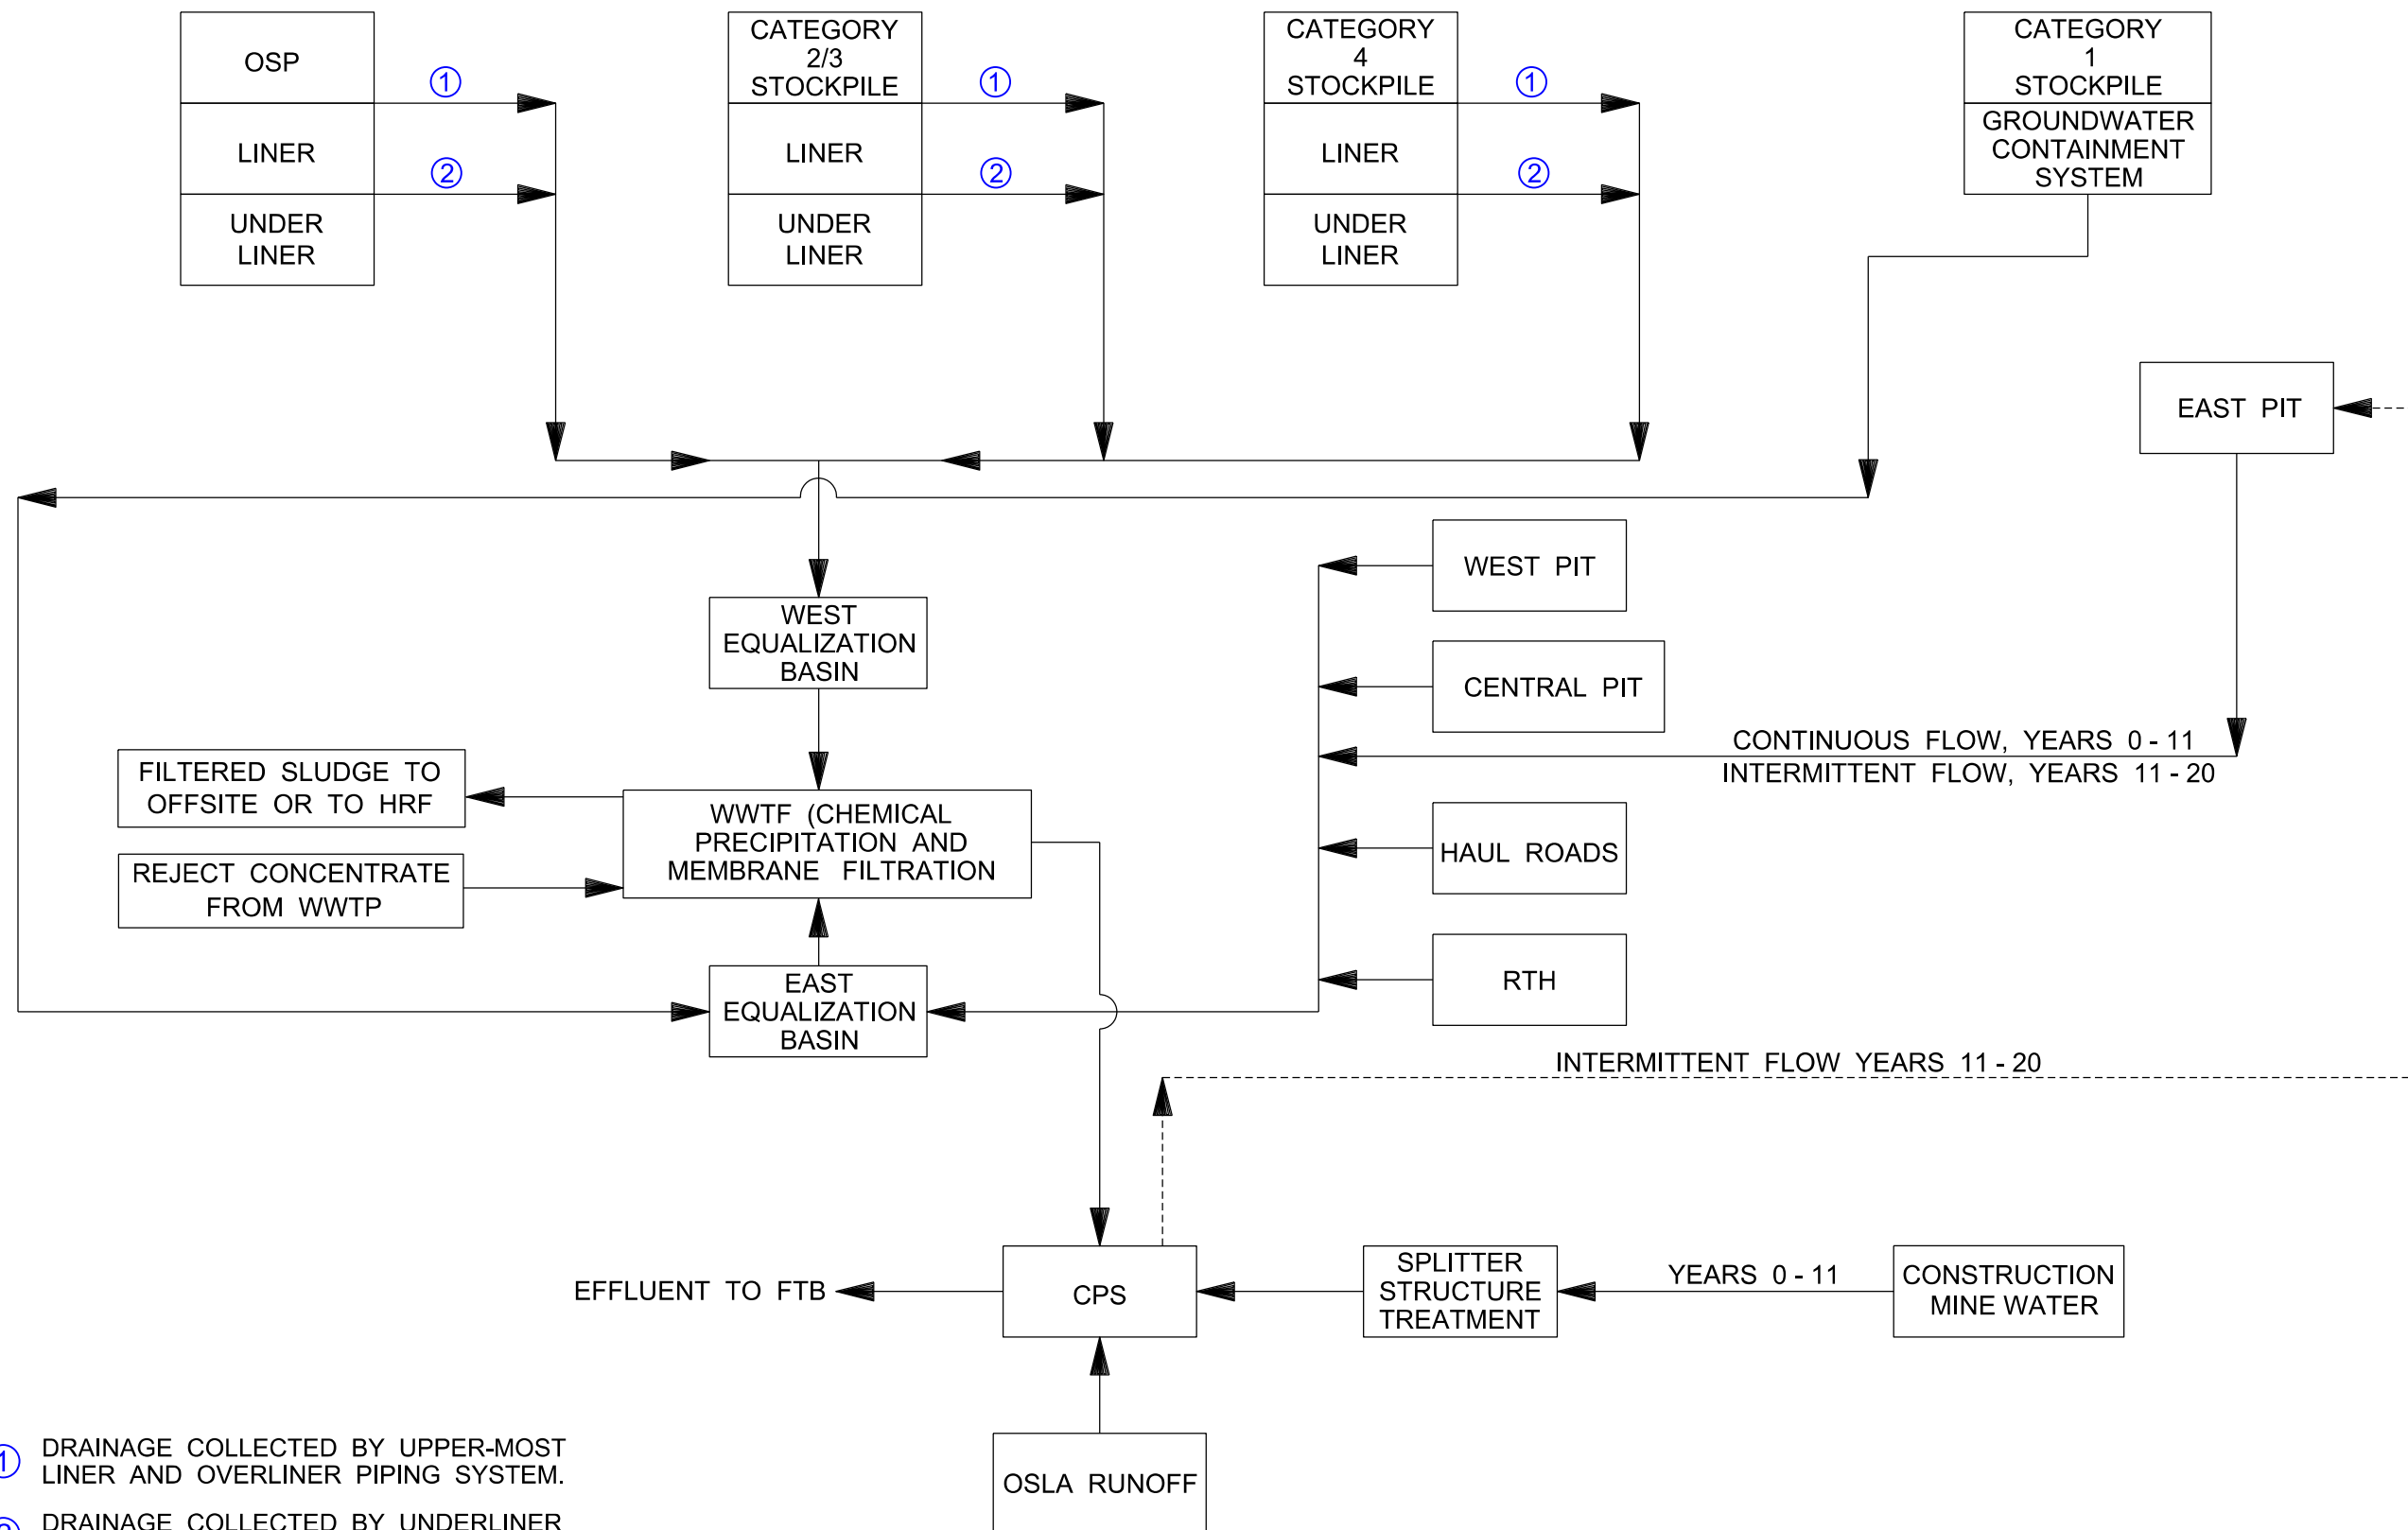 OSP
LINER
UNDER
LINER
1
2
CATEGORY
2/3
STOCKPILE
LINER
UNDER
LINER
1
2
CATEGORY
4
STOCKPILE
LINER
UNDER
LINER
1
2
CATEGORY
1
STOCKPILE
GROUNDWATER
CONTAINMENT
SYSTEM
EAST PIT
WEST PIT
CENTRAL PIT
CONTINUOUS FLOW, YEARS 0 - 11
INTERMITTENT FLOW, YEARS 11 - 20
HAUL ROADS
RTH
WEST
EQUALIZATION
BASIN
FILTERED SLUDGE TO
OFFSITE OR TO HRF
WWTF (CHEMICAL
PRECIPITATION AND
MEMBRANE FILTRATION
REJECT CONCENTRATE
FROM WWTP
EAST
EQUALIZATION
BASIN
INTERMITTENT FLOW YEARS 11 - 20
EFFLUENT TO FTB
CPS
SPLITTER
STRUCTURE
TREATMENT
YEARS 0 - 11
CONSTRUCTION
MINE WATER
OSLA RUNOFF
1 DRAINAGE COLLECTED BY UPPER-MOST
LINER AND OVERLINER PIPING SYSTEM.
2 DRAINAGE COLLECTED BY UNDERLINER